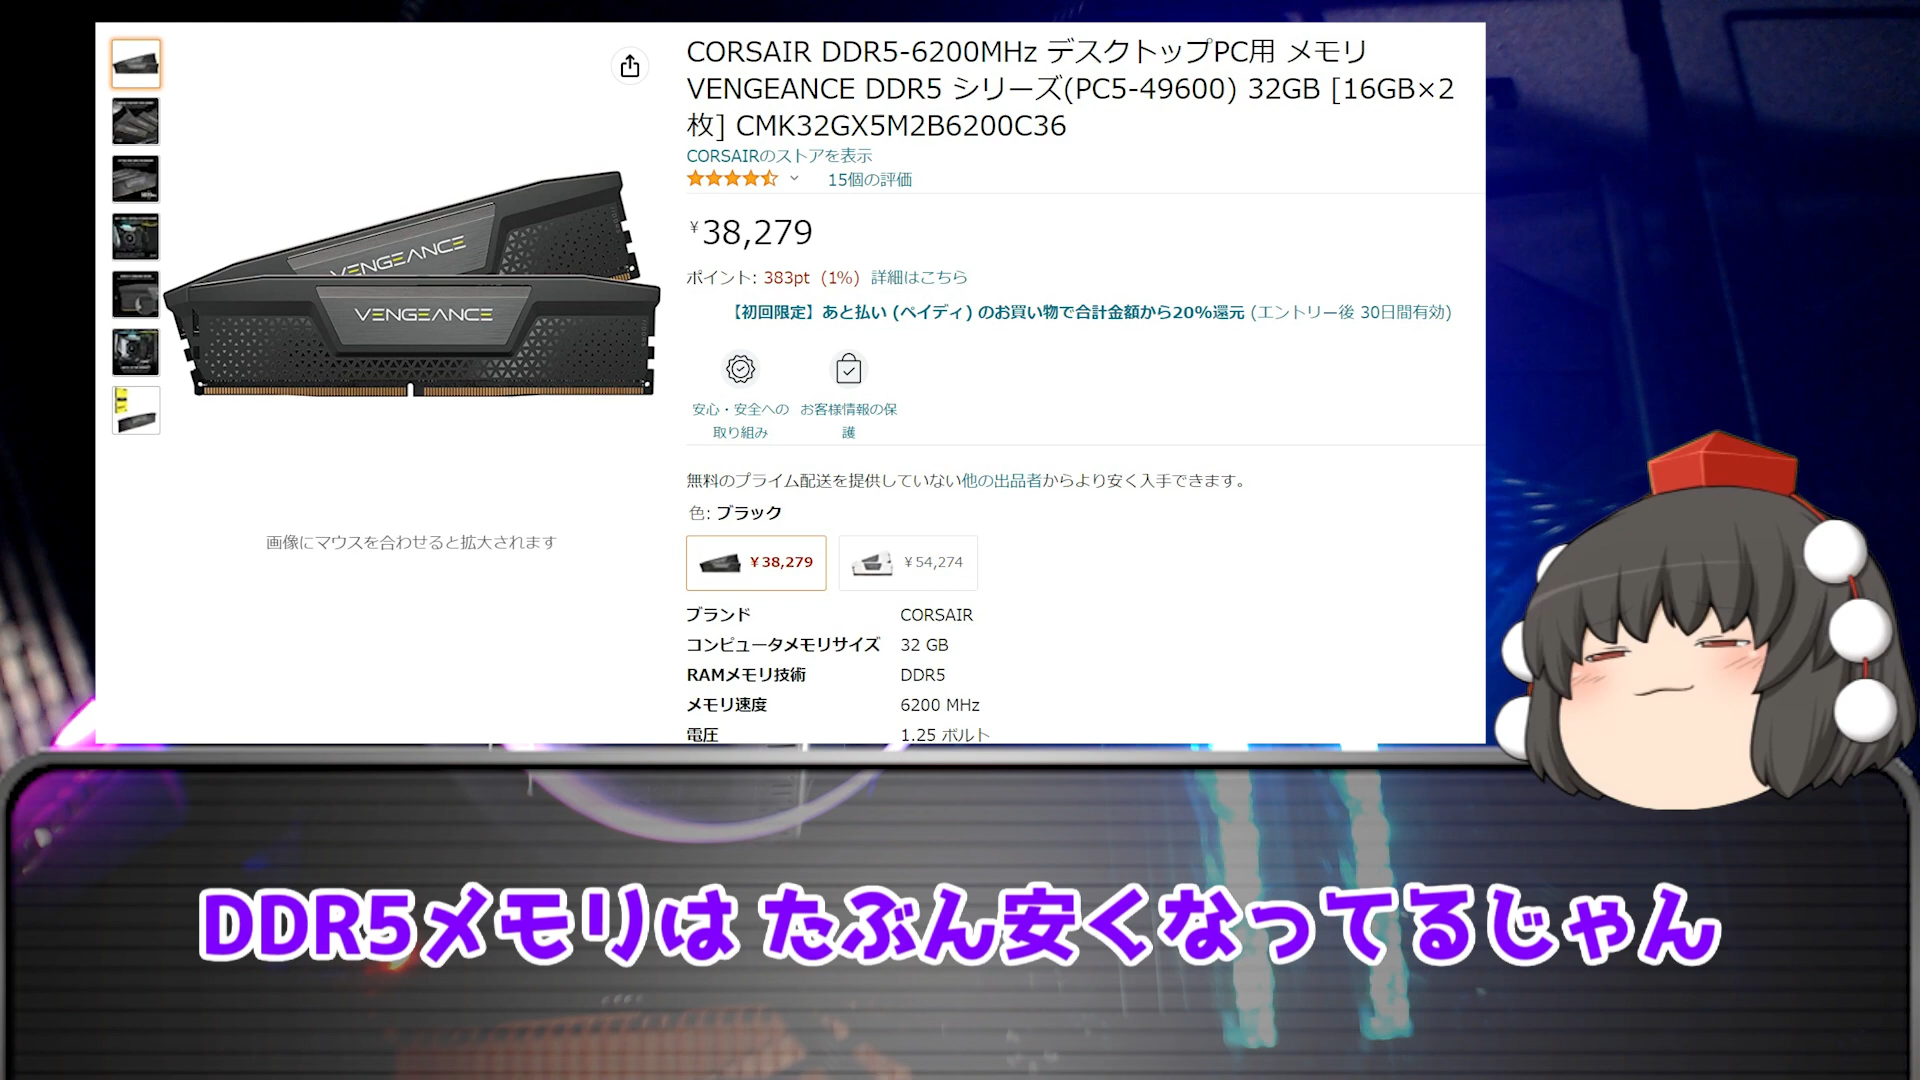 CORSAIR DDR5-6200MHz デスクトップPC用 メモリ
VENGEANCE DDR5 シリーズ(PC5-49600) 32GB [16GB×2
枚] CMK32GX5M2B6200C36
CORSAIRのストアを表示
15個の評価
¥38,279
ポイント: 383pt (1%) 詳細はこちら
【初回限定】あと払い (ペイディ) のお買い物で合計金額から20%還元 (エントリー後 30日間有効)
安心・安全への
取り組み
お客様情報の保
護
無料のプライム配送を提供していない他の出品者からより安く入手できます。
色: ブラック
¥38,279
¥54,274
ブランド CORSAIR
コンピュータメモリサイズ 32 GB
RAMメモリ技術 DDR5
メモリ速度 6200 MHz
電圧 1.25 ボルト
VENGEANCE
VENGEANCE
画像にマウスを合わせると拡大されます
DDR5メモリは たぶん安くなってるじゃん